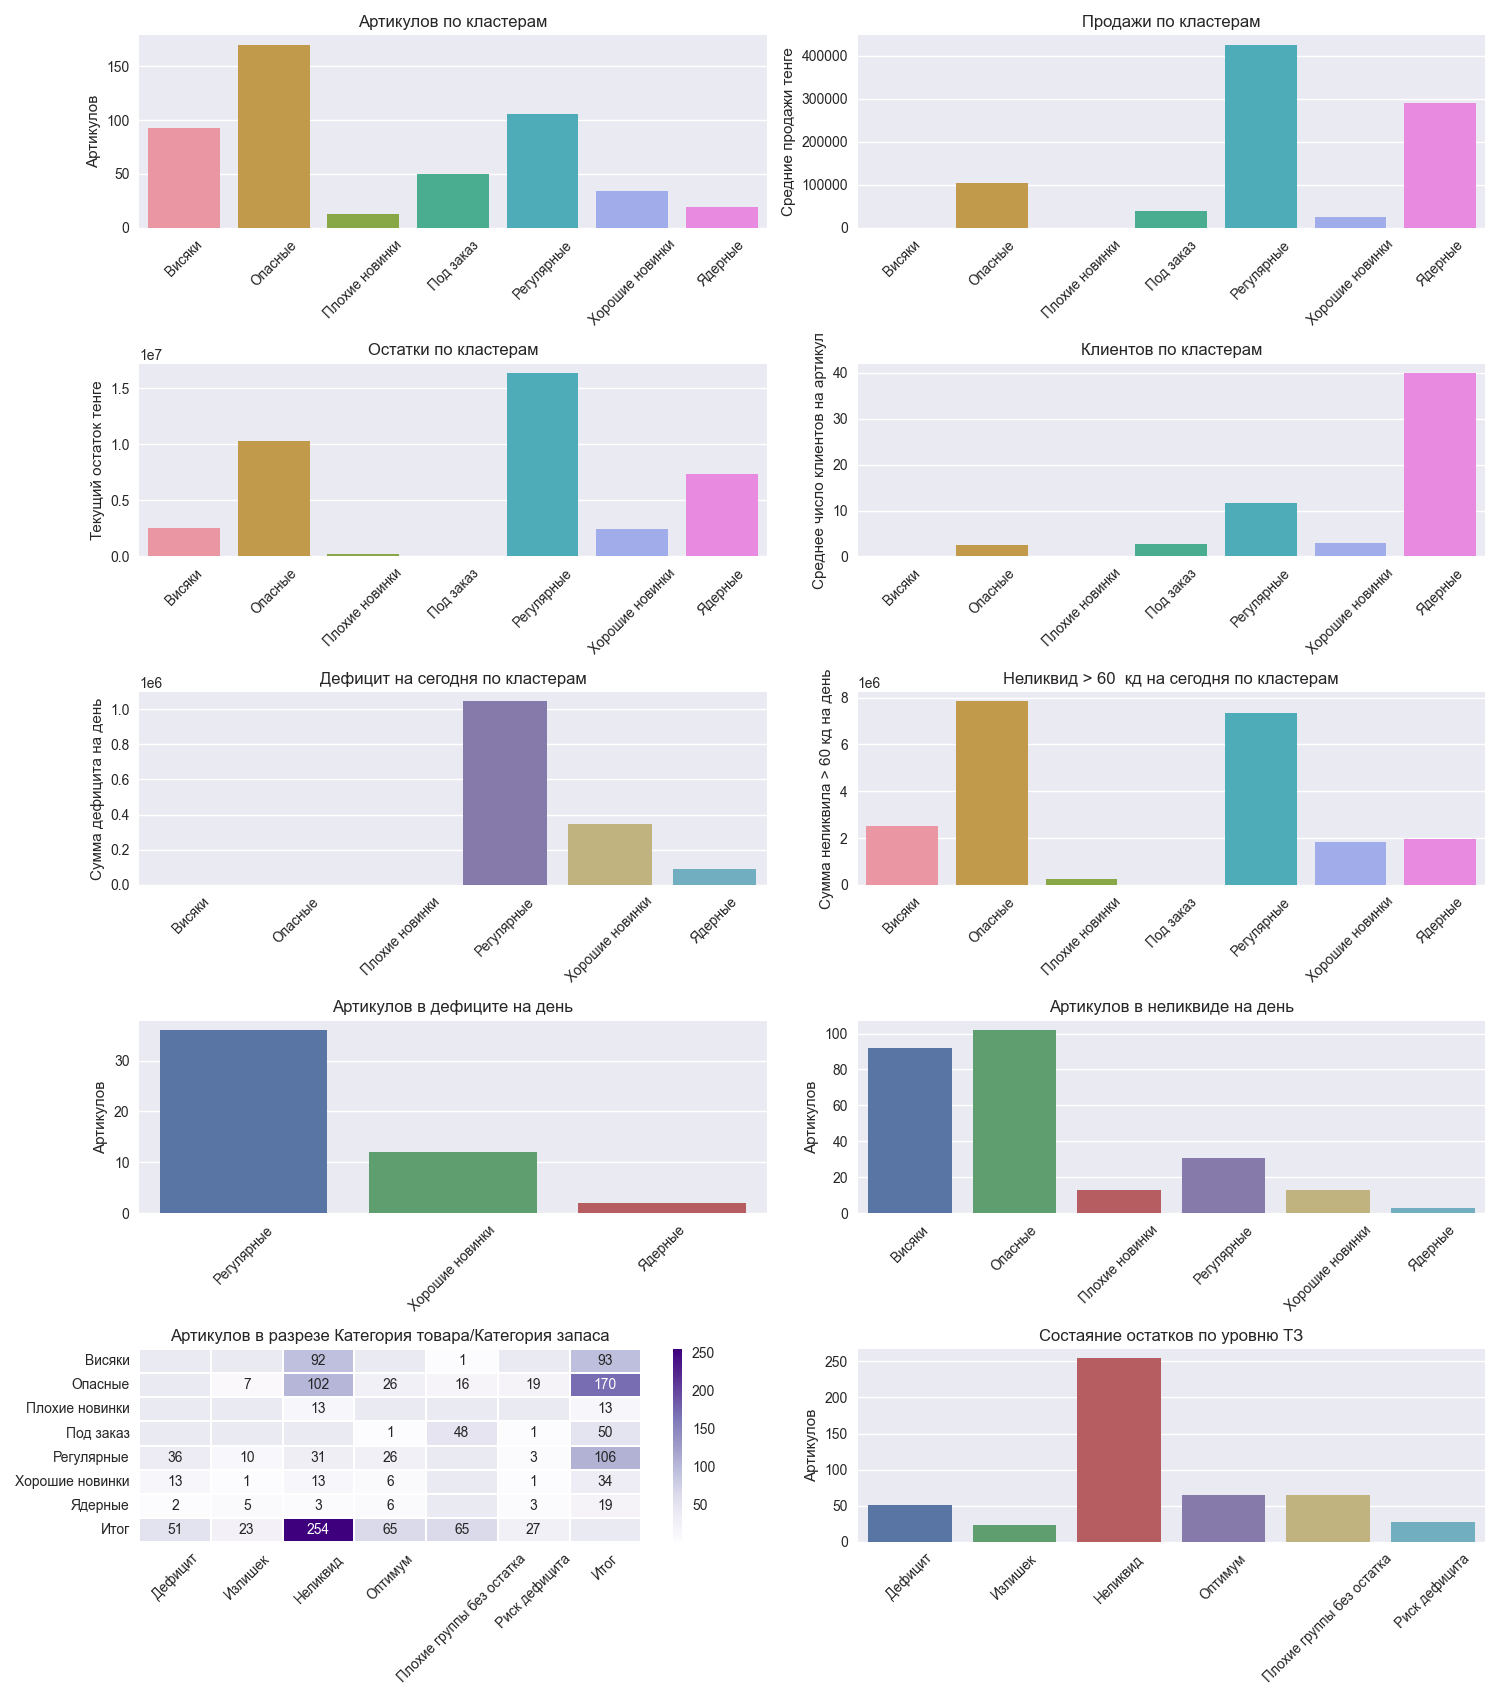 Артикулов по кластерам
Артикулов
150
100
50
0
Висяки
Опасные
Плохие новинки
Под заказ
Регулярные
Хорошие новинки
Ядерные
Продажи по кластерам
Средние продажи тенге
400000
300000
200000
100000
0
Висяки
Опасные
Плохие новинки
Под заказ
Регулярные
Хорошие новинки
Ядерные
Остатки по кластерам
1e7
Текущий остаток тенге
1.5
1.0
0.5
0.0
Висяки
Опасные
Плохие новинки
Под заказ
Регулярные
Хорошие новинки
Ядерные
Клиентов по кластерам
Среднее число клиентов на артикул
40
30
20
10
0
Висяки
Опасные
Плохие новинки
Под заказ
Регулярные
Хорошие новинки
Ядерные
Дефицит на сегодня по кластерам
1e6
Сумма дефицита на день
1.0
0.8
0.6
0.4
0.2
0.0
Висяки
Опасные
Плохие новинки
Регулярные
Хорошие новинки
Ядерные
Неликвид > 60  кд на сегодня по кластерам
1e6
Сумма неликвила > 60 кд на день
8
6
4
2
0
Висяки
Опасные
Плохие новинки
Под заказ
Регулярные
Хорошие новинки
Ядерные
Артикулов в дефиците на день
Артикулов
30
20
10
0
Регулярные
Хорошие новинки
Ядерные
Артикулов в неликвиде на день
Артикулов
100
80
60
40
20
0
Висяки
Опасные
Плохие новинки
Регулярные
Хорошие новинки
Ядерные
Артикулов в разрезе Категория товара/Категория запаса
Висяки 92 1 93
Опасные 7 102 26 16 19 170
Плохие новинки 13 13
Под заказ 1 48 1 50
Регулярные 36 10 31 26 3 106
Хорошие новинки 13 1 13 6 1 34
Ядерные 2 5 3 6 3 19
Итог 51 23 254 65 65 27
Дефицит
Излишек
Неликвид
Оптимум
Плохие группы без остатка
Риск дефицита
Итог
250
200
150
100
50
Состаяние остатков по уровню ТЗ
Артикулов
250
200
150
100
50
0
Дефицит
Излишек
Неликвид
Оптимум
Плохие группы без остатка
Риск дефицита